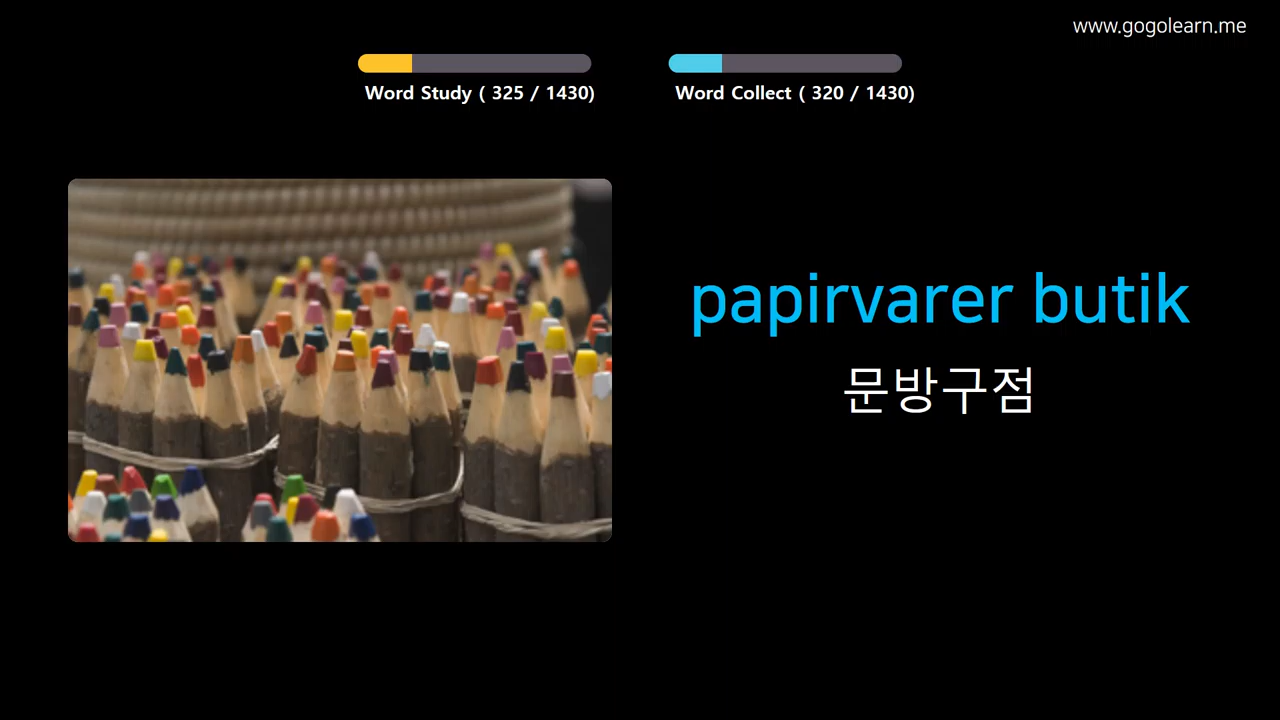 www.gogolearn.me
Word Study ( 325 / 1430)
Word Collect ( 320 / 1430)
papirvarer butik
문방구점